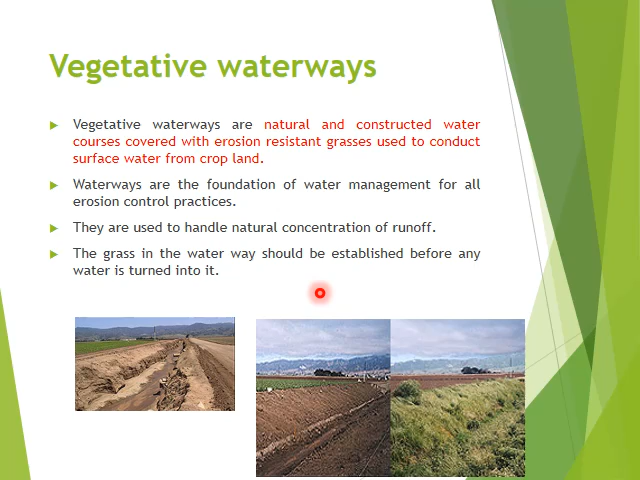 Vegetative waterways
Vegetative waterways are natural and constructed water
courses covered with erosion resistant grasses used to conduct
surface water from crop land.
Waterways are the foundation of water management for all
erosion control practices.
They are used to handle natural concentration of runoff.
The grass in the water way should be established before any
water is turned into it.